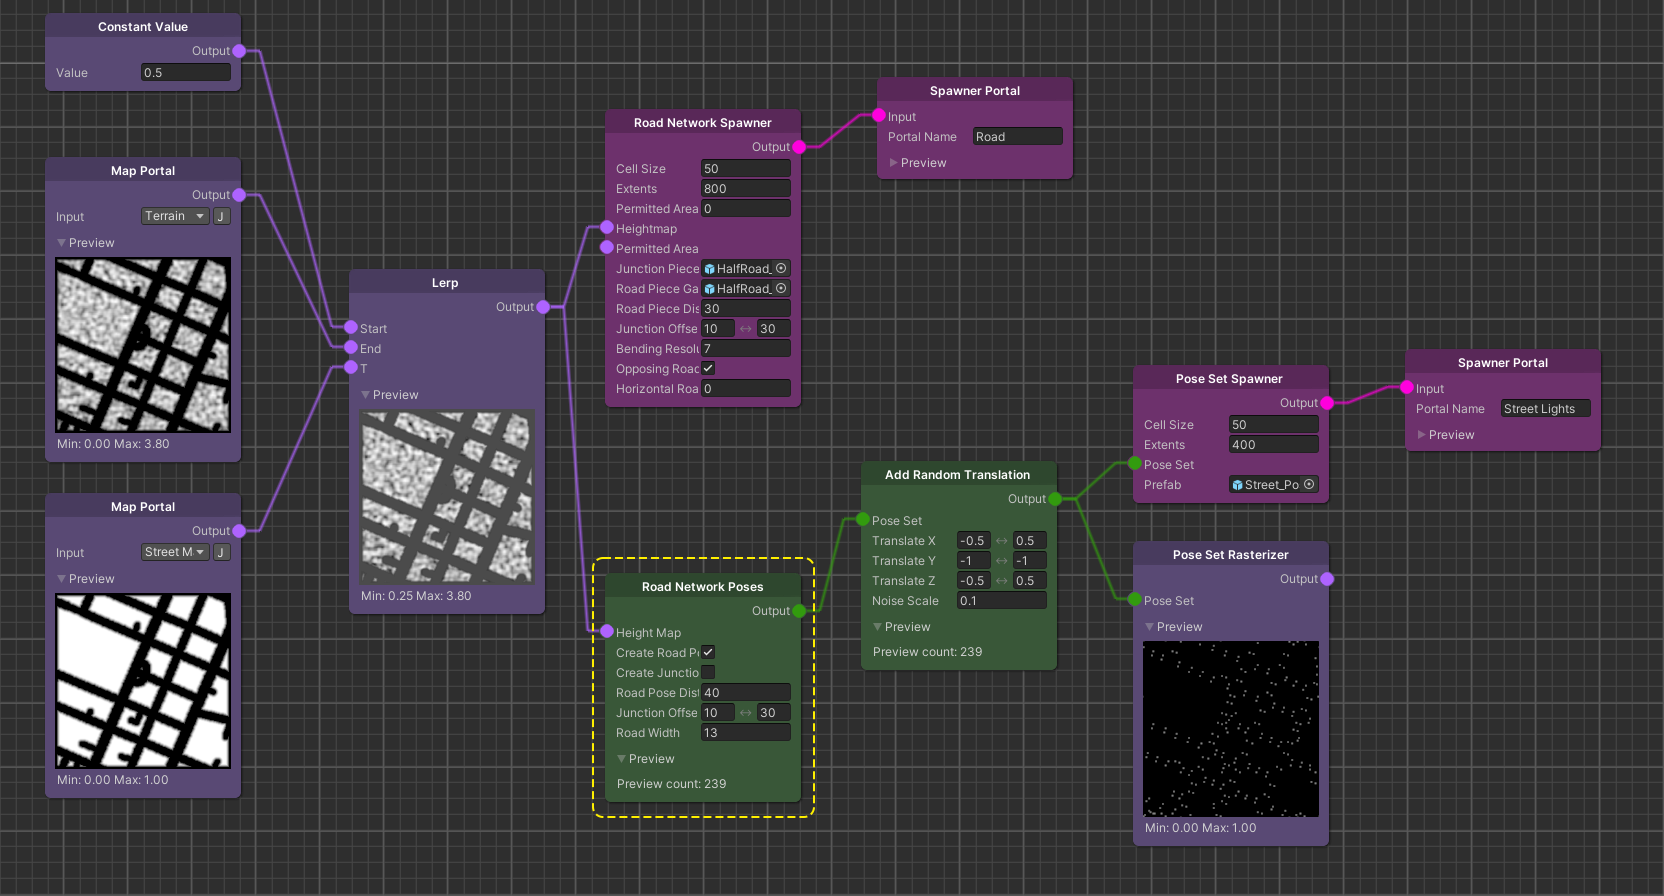 Constant Value
Output
Value 0.5
Map Portal
Output
Input Terrain J
Preview
Min: 0.00 Max: 3.80
Map Portal
Output
Input Street M J
Preview
Min: 0.00 Max: 1.00
Lerp
Output
Start
End
T
Preview
Min: 0.25 Max: 3.80
Road Network Spawner
Output
Cell Size 50
Extents 800
Permitted Area 0
Heightmap
Permitted Area
Junction Piece HalfRoad_
Road Piece Ga HalfRoad_
Road Piece Dis 30
Junction Offse 10 ↔ 30
Bending Resolu 7
Opposing Road
Horizontal Roa 0
Spawner Portal
Input
Portal Name Road
Preview
Road Network Poses
Output
Height Map
Create Road Po
Create Junctio
Road Pose Dist 40
Junction Offse 10 ↔ 30
Road Width 13
Preview
Preview count: 239
Add Random Translation
Output
Pose Set
Translate X -0.5 ↔ 0.5
Translate Y -1 ↔ -1
Translate Z -0.5 ↔ 0.5
Noise Scale 0.1
Preview
Preview count: 239
Pose Set Spawner
Output
Cell Size 50
Extents 400
Pose Set
Prefab Street_Po
Spawner Portal
Input
Portal Name Street Lights
Preview
Pose Set Rasterizer
Output
Pose Set
Preview
Min: 0.00 Max: 1.00